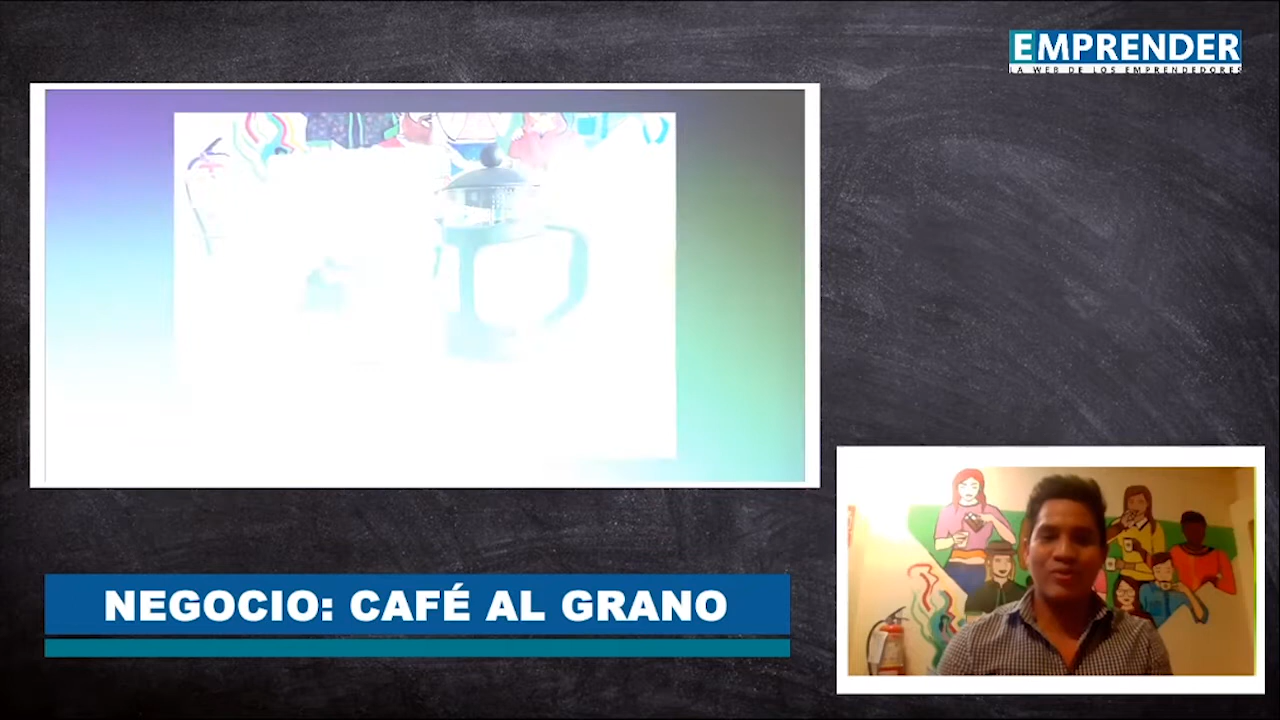 EMPRENDER
LA WEB DE LOS EMPRENDEDORES
NEGOCIO: CAFÉ AL GRANO